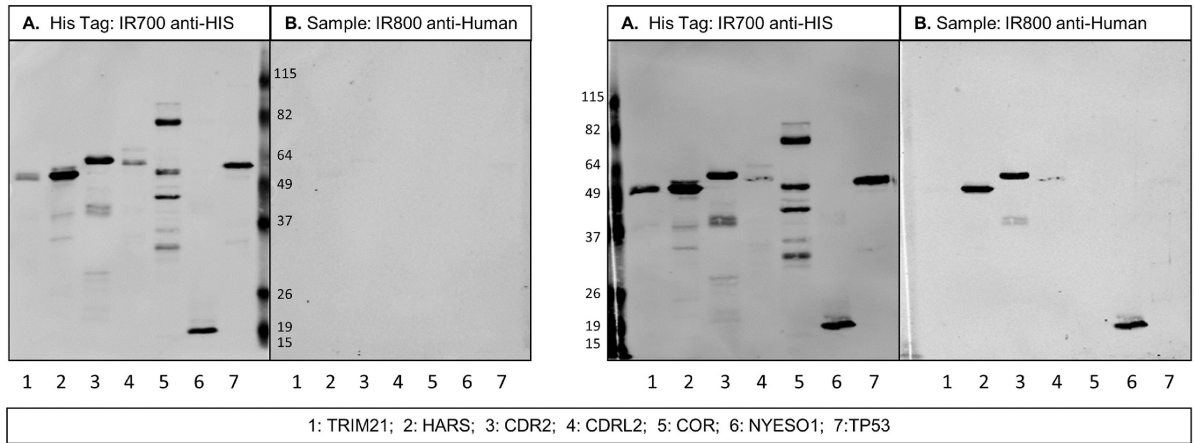 A. His Tag: IR700 anti-HIS
B. Sample: IR800 anti-Human
115
82
64
49
37
26
19
15
1 2 3 4 5 6 7
1 2 3 4 5 6 7
A. His Tag: IR700 anti-HIS
B. Sample: IR800 anti-Human
115
82
64
49
37
26
19
15
1 2 3 4 5 6 7
1 2 3 4 5 6 7
1: TRIM21; 2: HARS; 3: CDR2; 4: CDRL2; 5: COR; 6: NYESO1; 7:TP53